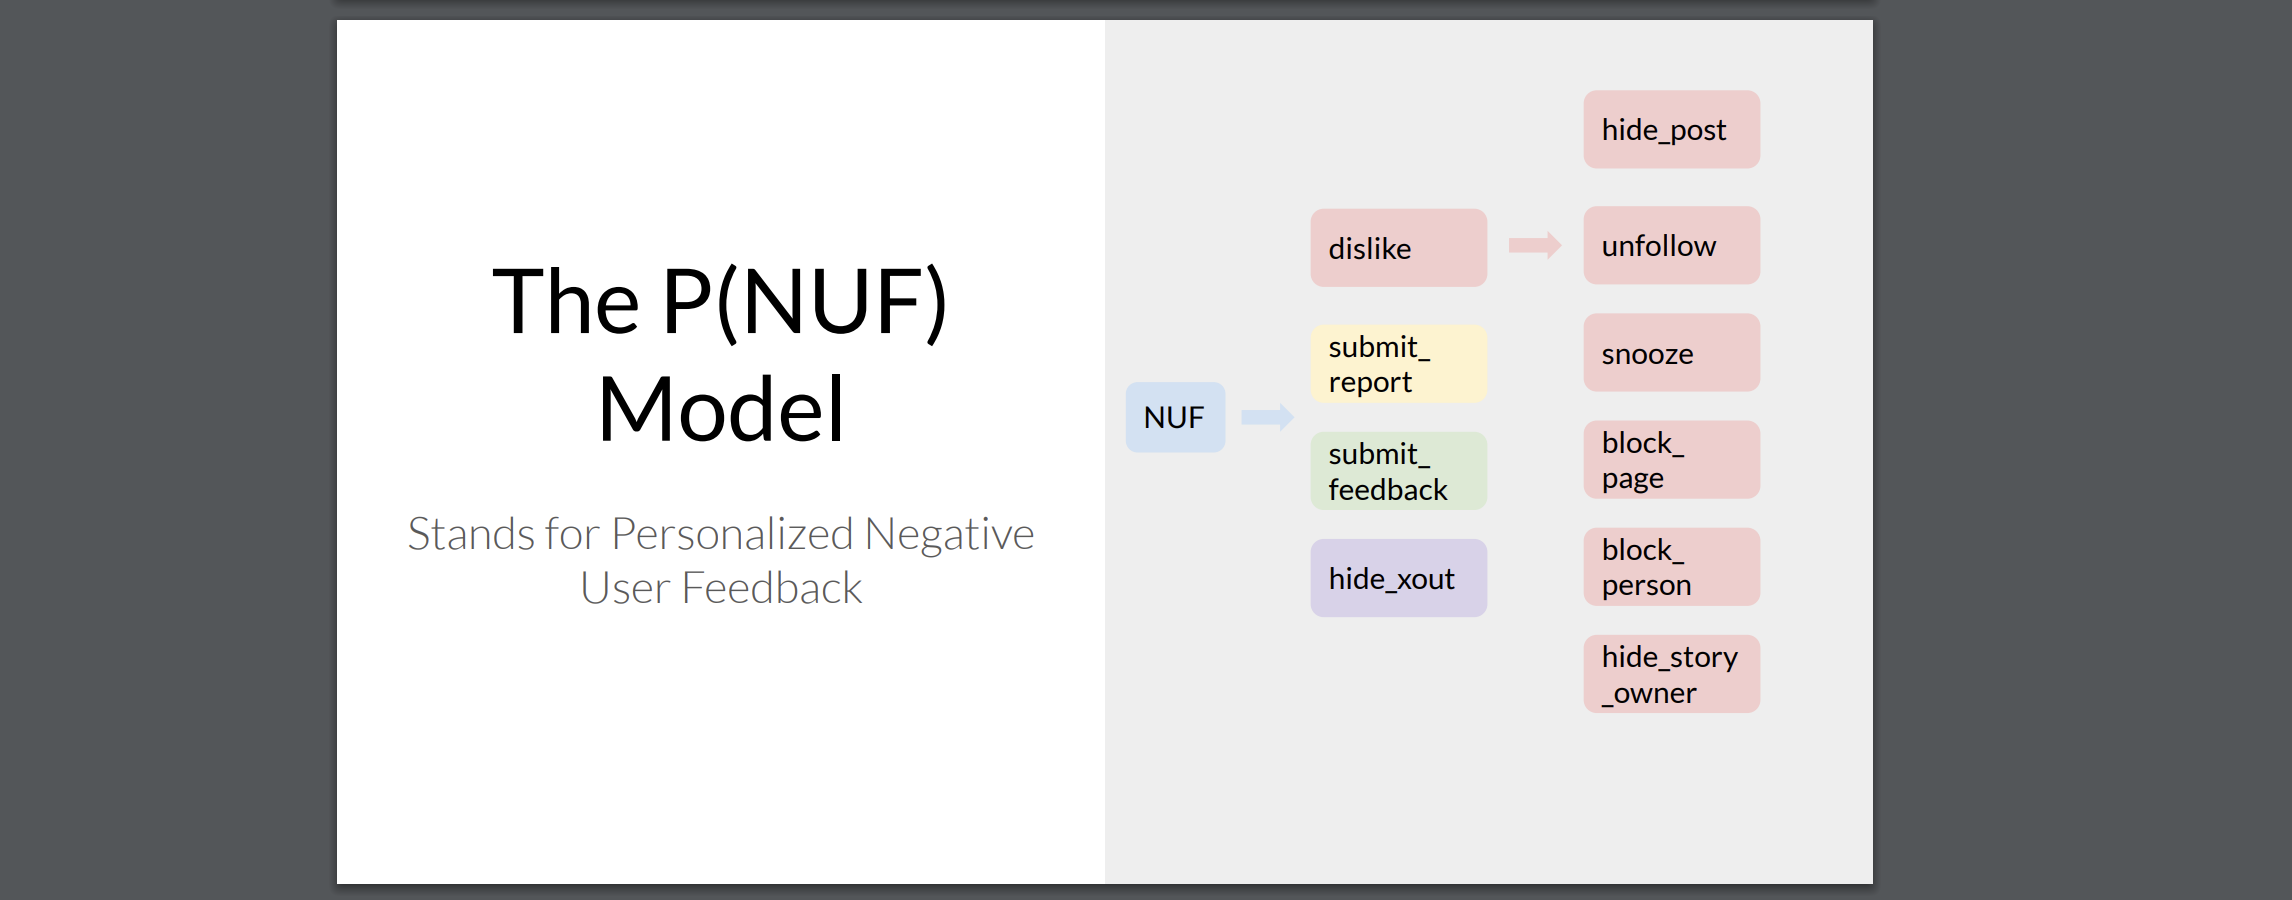 The P(NUF)
Model
Stands for Personalized Negative
User Feedback
NUF
dislike
submit_
report
submit_
feedback
hide_xout
hide_post
unfollow
snooze
block_
page
block_
person
hide_story
_owner